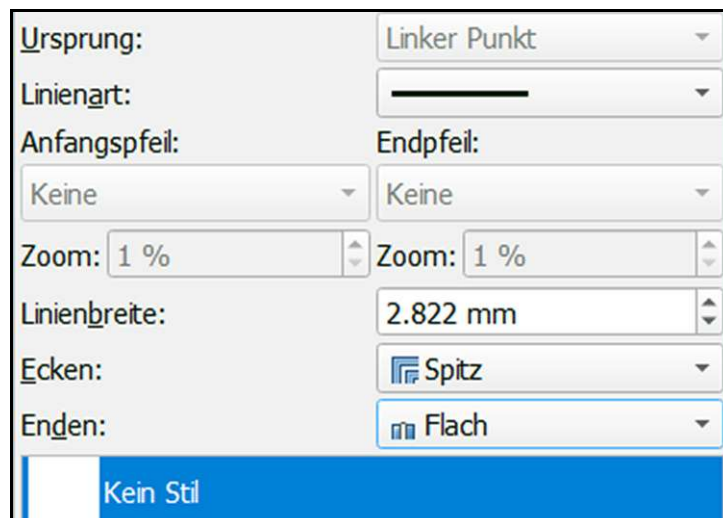 Ursprung: Linker Punkt
Linienart:
Anfangspfeil: Endpfeil:
Keine Keine
Zoom: 1 % Zoom: 1 %
Linienbreite: 2.822 mm
Ecken: Spitz
Enden: Flach
Kein Stil